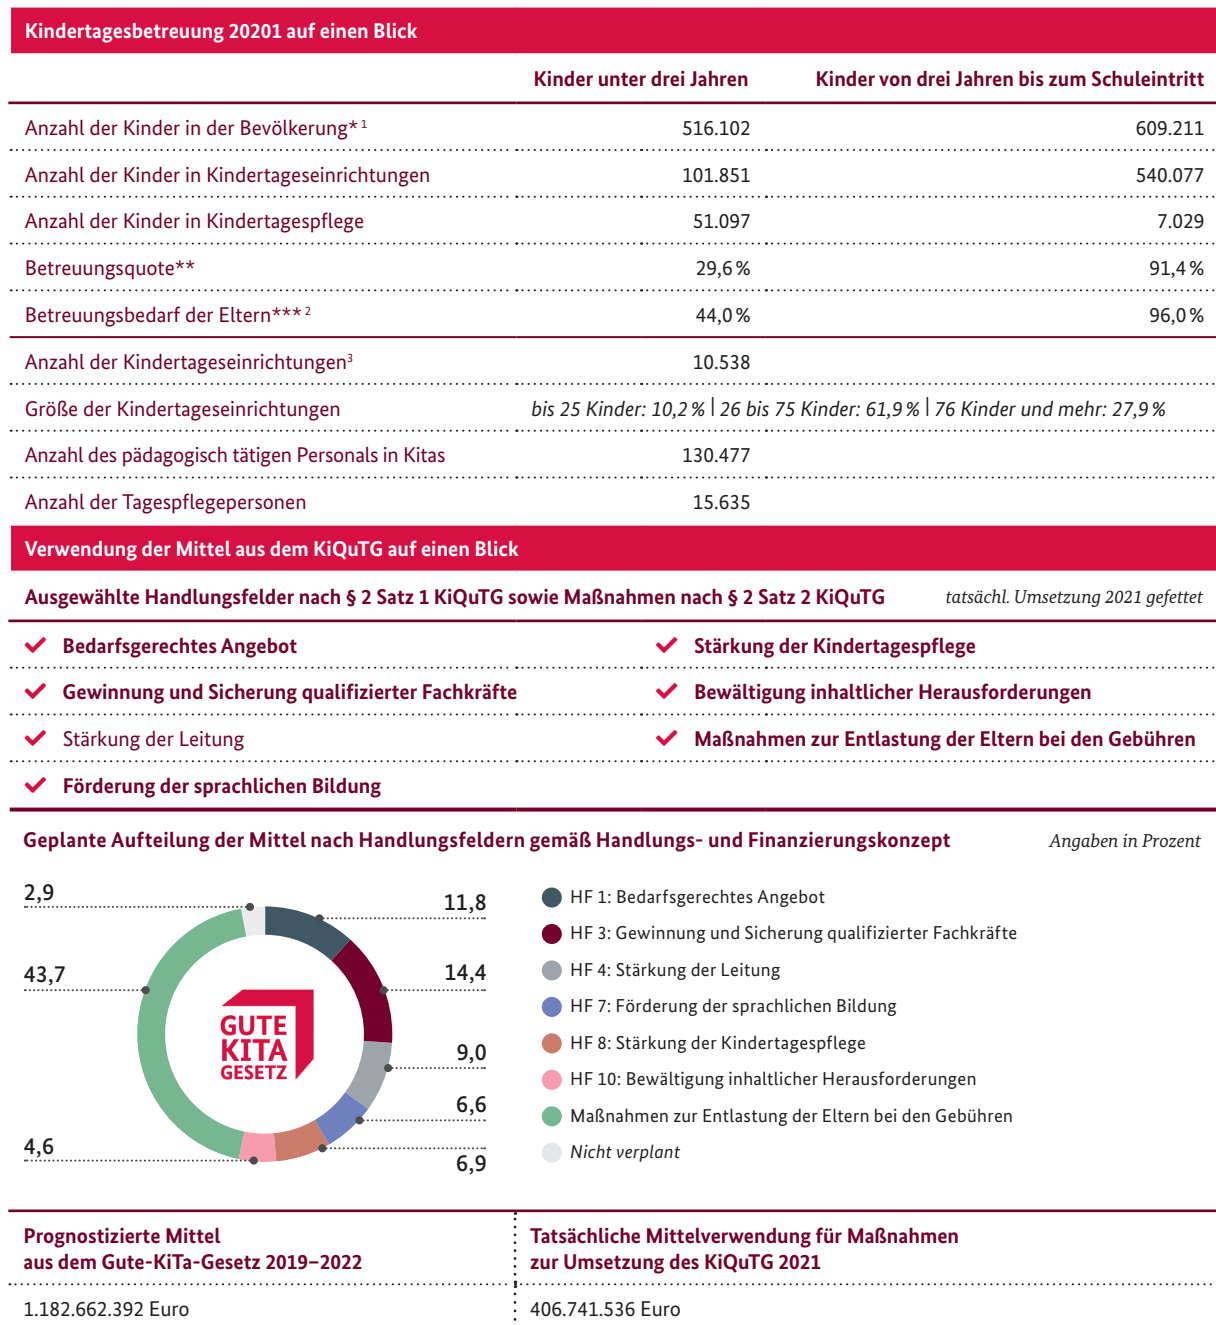 Kindertagesbetreuung 20201 auf einen Blick
Kinder unter drei Jahren Kinder von drei Jahren bis zum Schuleintritt
Anzahl der Kinder in der Bevölkerung* 1 516.102 609.211
Anzahl der Kinder in Kindertageseinrichtungen 101.851 540.077
Anzahl der Kinder in Kindertagespflege 51.097 7.029
Betreuungsquote** 29,6 % 91,4 %
Betreuungsbedarf der Eltern*** 2 44,0 % 96,0 %
Anzahl der Kindertageseinrichtungen3 10.538
Größe der Kindertageseinrichtungen bis 25 Kinder: 10,2 % | 26 bis 75 Kinder: 61,9 % | 76 Kinder und mehr: 27,9 %
Anzahl des pädagogisch tätigen Personals in Kitas 130.477
Anzahl der Tagespflegepersonen 15.635
Verwendung der Mittel aus dem KiQuTG auf einen Blick
Ausgewählte Handlungsfelder nach § 2 Satz 1 KiQuTG sowie Maßnahmen nach § 2 Satz 2 KiQuTG tatsächl. Umsetzung 2021 gefettet
✓ Bedarfsgerechtes Angebot ✓ Stärkung der Kindertagespflege
✓ Gewinnung und Sicherung qualifizierter Fachkräfte ✓ Bewältigung inhaltlicher Herausforderungen
✓ Stärkung der Leitung ✓ Maßnahmen zur Entlastung der Eltern bei den Gebühren
✓ Förderung der sprachlichen Bildung
Geplante Aufteilung der Mittel nach Handlungsfeldern gemäß Handlungs- und Finanzierungskonzept Angaben in Prozent
2,9
11,8
43,7
14,4
9,0
6,6
4,6
6,9
GUTE
KITA
GESETZ
HF 1: Bedarfsgerechtes Angebot
HF 3: Gewinnung und Sicherung qualifizierter Fachkräfte
HF 4: Stärkung der Leitung
HF 7: Förderung der sprachlichen Bildung
HF 8: Stärkung der Kindertagespflege
HF 10: Bewältigung inhaltlicher Herausforderungen
Maßnahmen zur Entlastung der Eltern bei den Gebühren
Nicht verplant
Prognostizierte Mittel
aus dem Gute-KiTa-Gesetz 2019–2022
1.182.662.392 Euro
Tatsächliche Mittelverwendung für Maßnahmen
zur Umsetzung des KiQuTG 2021
406.741.536 Euro